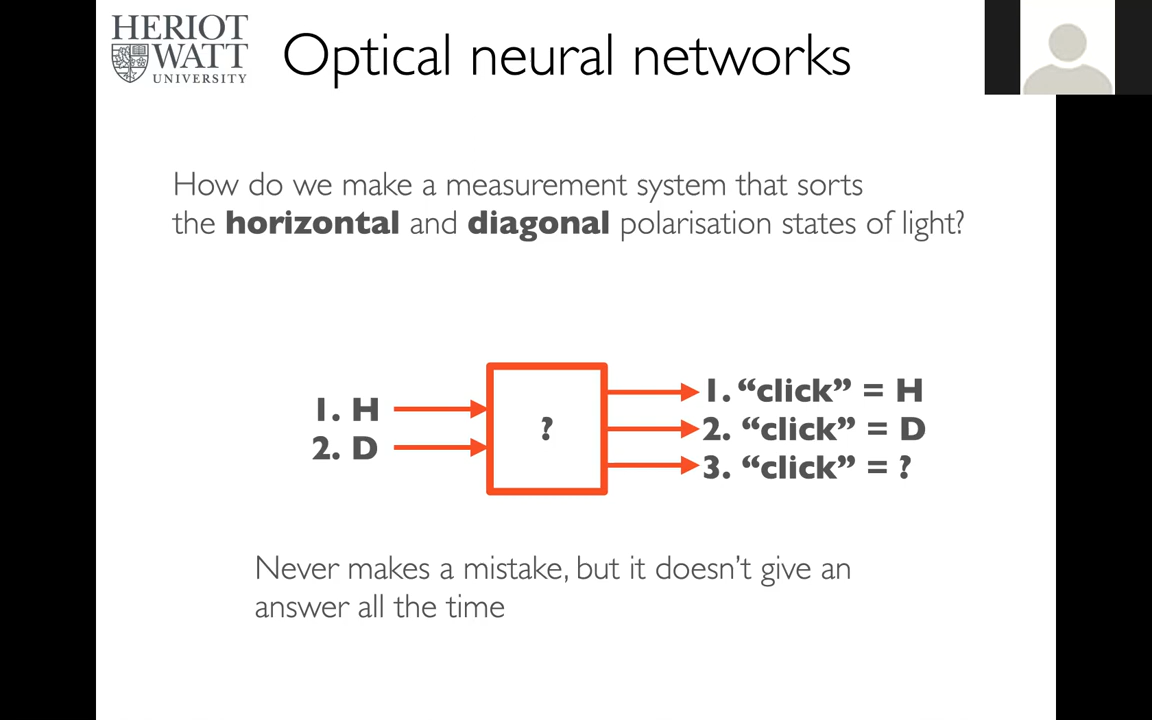 HERIOT
WATT
UNIVERSITY
Optical neural networks
How do we make a measurement system that sorts
the horizontal and diagonal polarisation states of light?
1. H
2. D
?
1. “click” = H
2. “click” = D
3. “click” = ?
Never makes a mistake, but it doesn’t give an
answer all the time